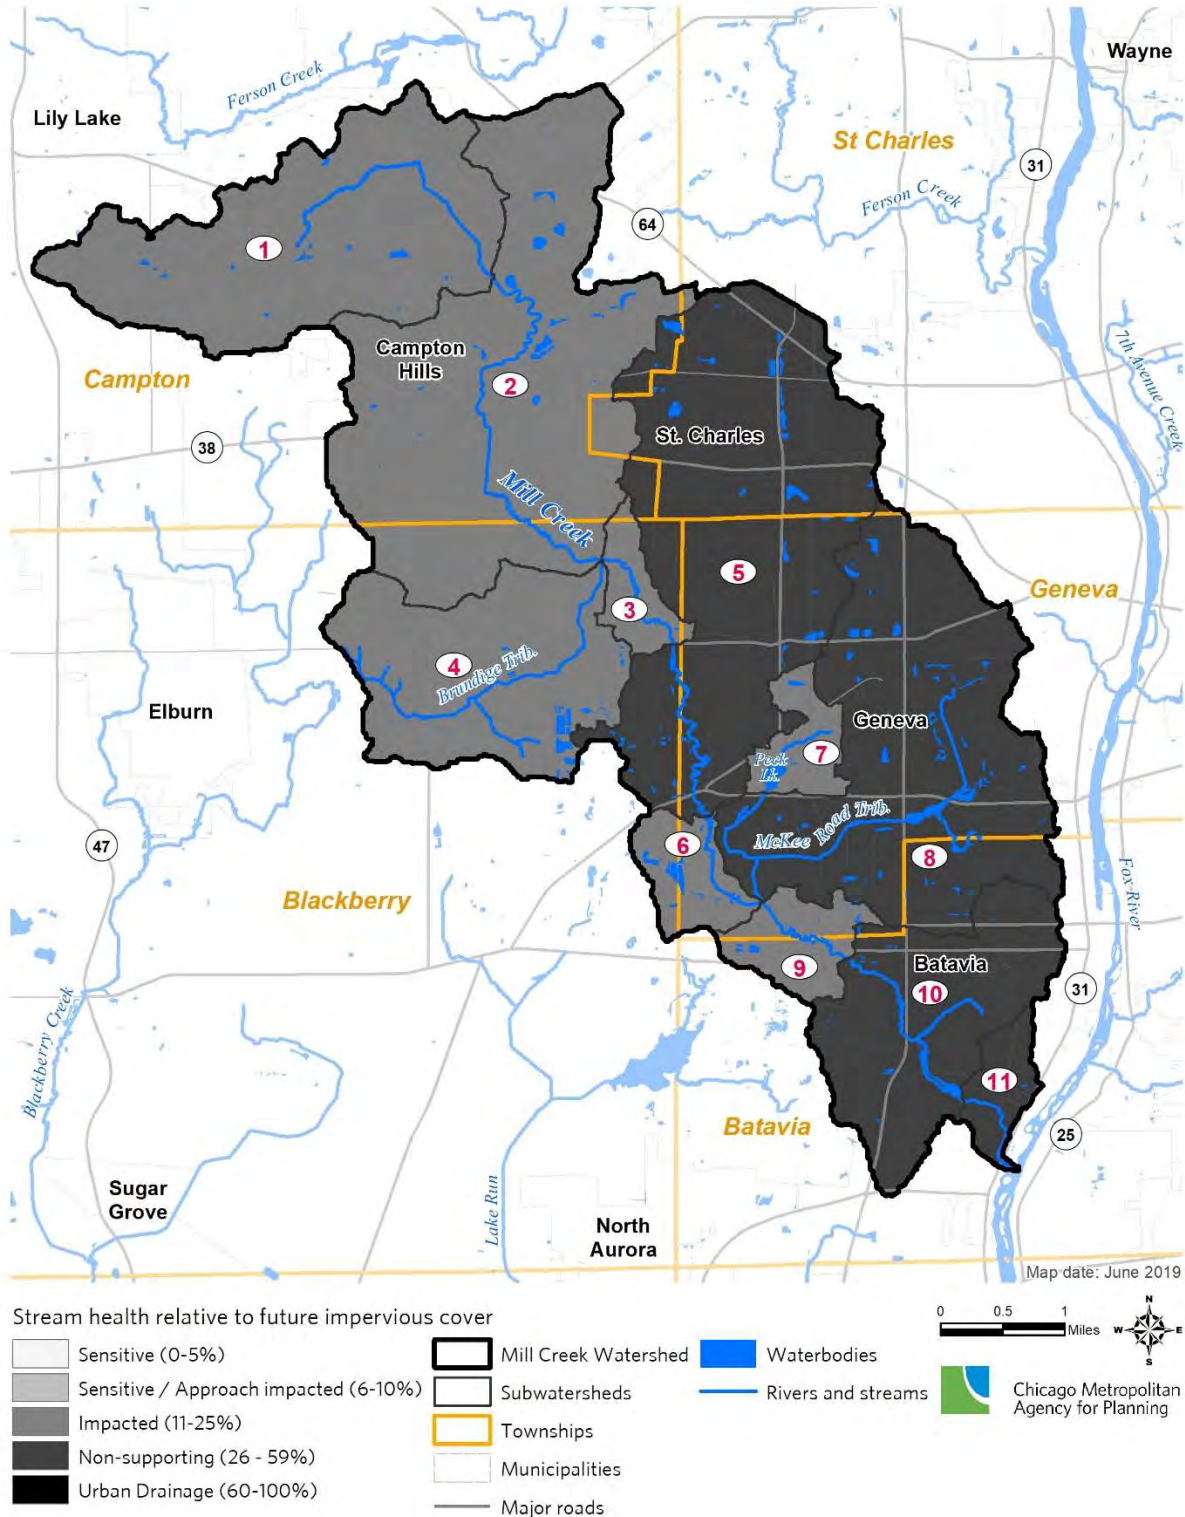 Wayne
Ferson Creek
Lily Lake
St Charles
31
Ferson Creek
64
1
7th Avenue Creek
Campton
Hills
Campton
2
St. Charles
38
Mill Creek
5
Geneva
3
4
Brundige Trib.
Elburn
Geneva
7
Peck
Lk.
McKee Road Trib.
6
47
8
Fox River
Blackberry
9
Batavia
31
10
Blackberry Creek
11
Batavia
25
Sugar
Grove
Lake Run
North
Aurora
Map date: June 2019
Stream health relative to future impervious cover
Sensitive (0-5%)
Sensitive / Approach impacted (6-10%)
Impacted (11-25%)
Non-supporting (26 - 59%)
Urban Drainage (60-100%)
Mill Creek Watershed
Subwatersheds
Townships
Municipalities
Major roads
Waterbodies
Rivers and streams
0 0.5 1
Miles
N
W E
S
Chicago Metropolitan
Agency for Planning